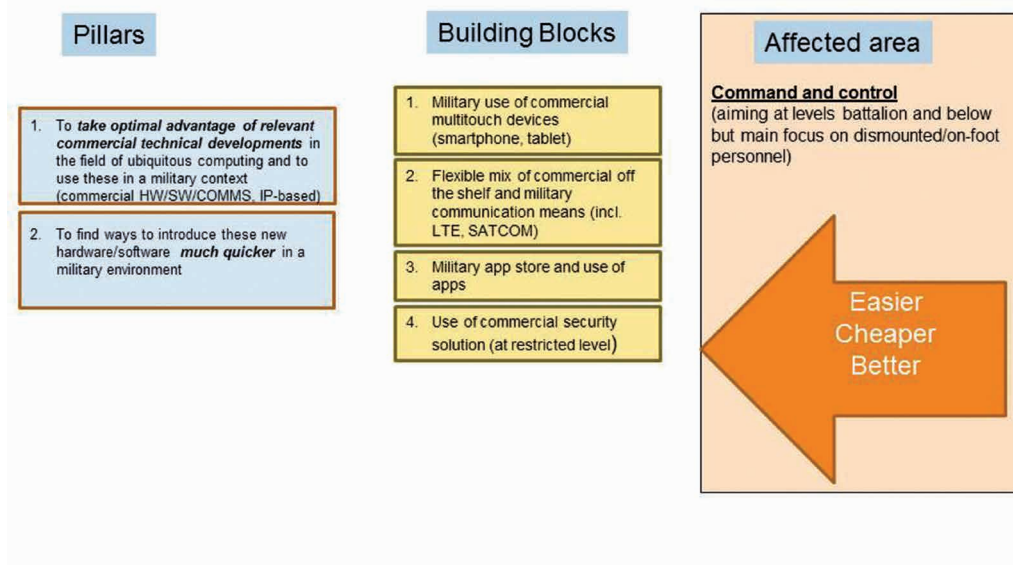 Pillars
1. To take optimal advantage of relevant
commercial technical developments in
the field of ubiquitous computing and to
use these in a military context
(commercial HW/SW/COMMS, IP-based)
2. To find ways to introduce these new
hardware/software much quicker in a
military environment
Building Blocks
1. Military use of commercial
multitouch devices
(smartphone, tablet)
2. Flexible mix of commercial off
the shelf and military
communication means (incl.
LTE, SATCOM)
3. Military app store and use of
apps
4. Use of commercial security
solution (at restricted level)
Affected area
Command and control
(aiming at levels battalion and below
but main focus on dismounted/on-foot
personnel)
Easier
Cheaper
Better